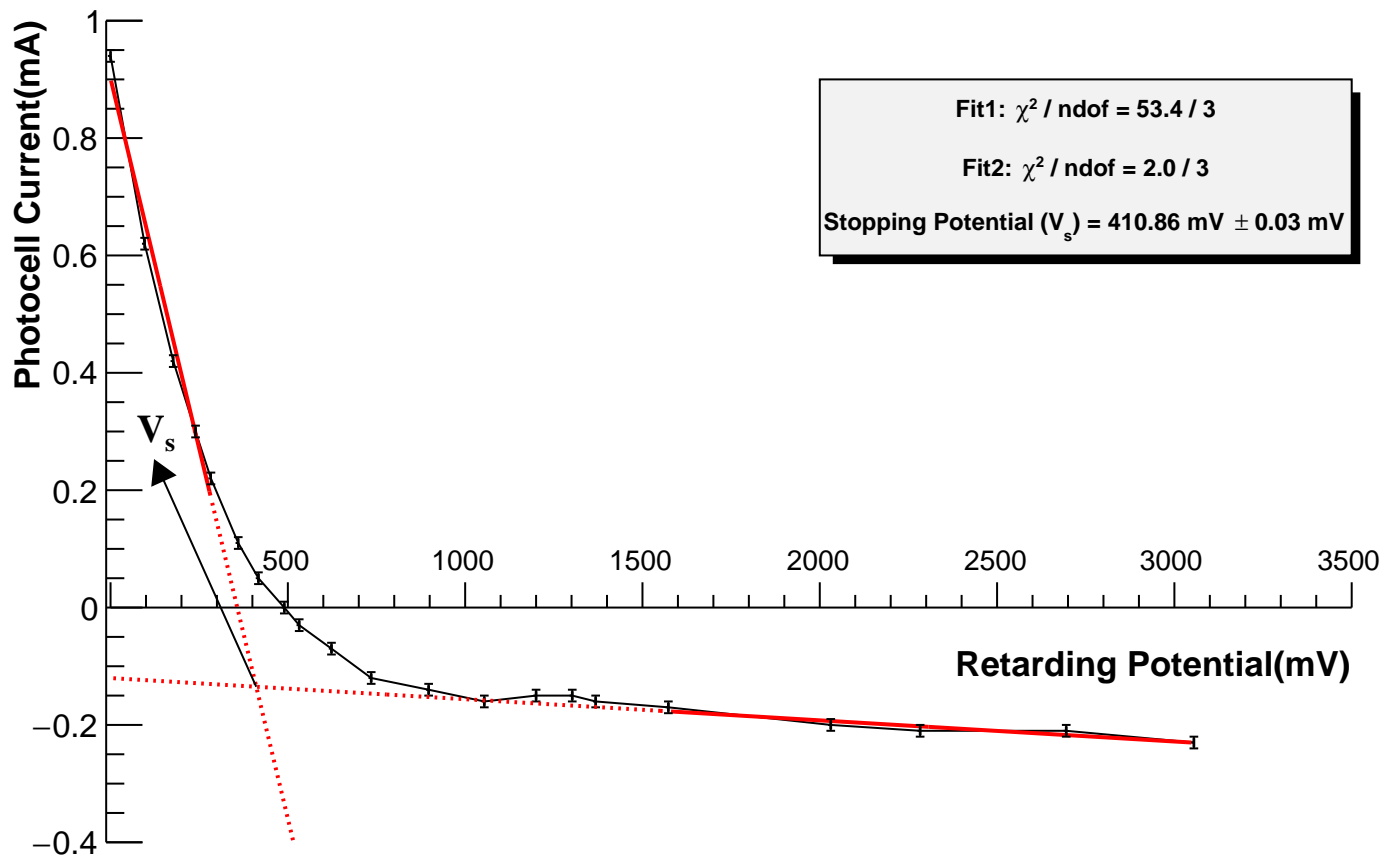 1
0.8
0.6
0.4
0.2
0
−0.2
−0.4
Photocell Current(mA)
Fit1: χ² / ndof = 53.4 / 3
Fit2: χ² / ndof = 2.0 / 3
Stopping Potential (Vₛ) = 410.86 mV ± 0.03 mV
Vₛ
500 1000 1500 2000 2500 3000 3500
Retarding Potential(mV)